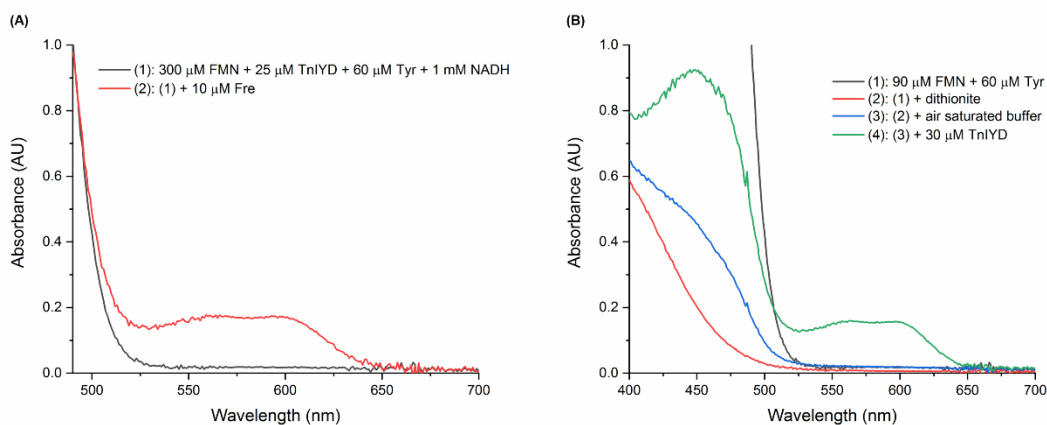 (A)
(1): 300 µM FMN + 25 µM TnIYD + 60 µM Tyr + 1 mM NADH
(2): (1) + 10 µM Fre
Absorbance (AU)
1.0
0.8
0.6
0.4
0.2
0.0
500
550
600
650
700
Wavelength (nm)
(B)
(1): 90 µM FMN + 60 µM Tyr
(2): (1) + dithionite
(3): (2) + air saturated buffer
(4): (3) + 30 µM TnIYD
Absorbance (AU)
1.0
0.8
0.6
0.4
0.2
0.0
400
450
500
550
600
650
700
Wavelength (nm)